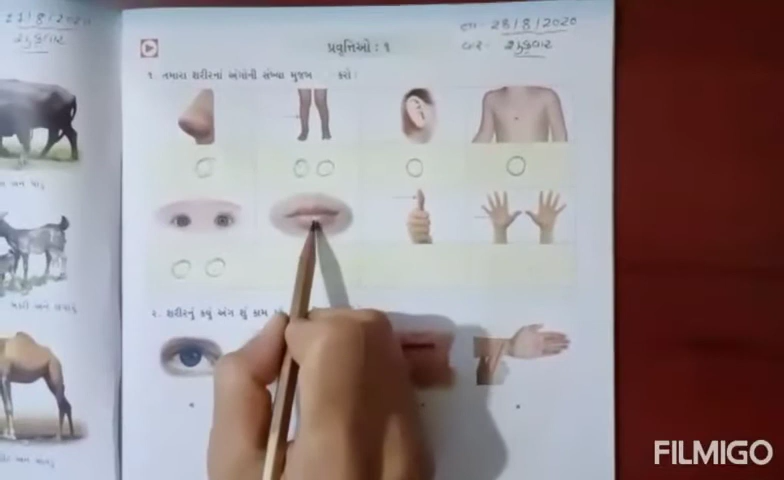 21/8/2020
શુક્રવાર
તા- 28/8/2020
વાર- શુક્રવાર
પ્રવૃત્તિઓ : ૧
૧. તમારા શરીરનાં અંગોની સંખ્યા મુજબ કરો :
૨. શરીરનું કયું અંગ શું કામ
FILMIGO